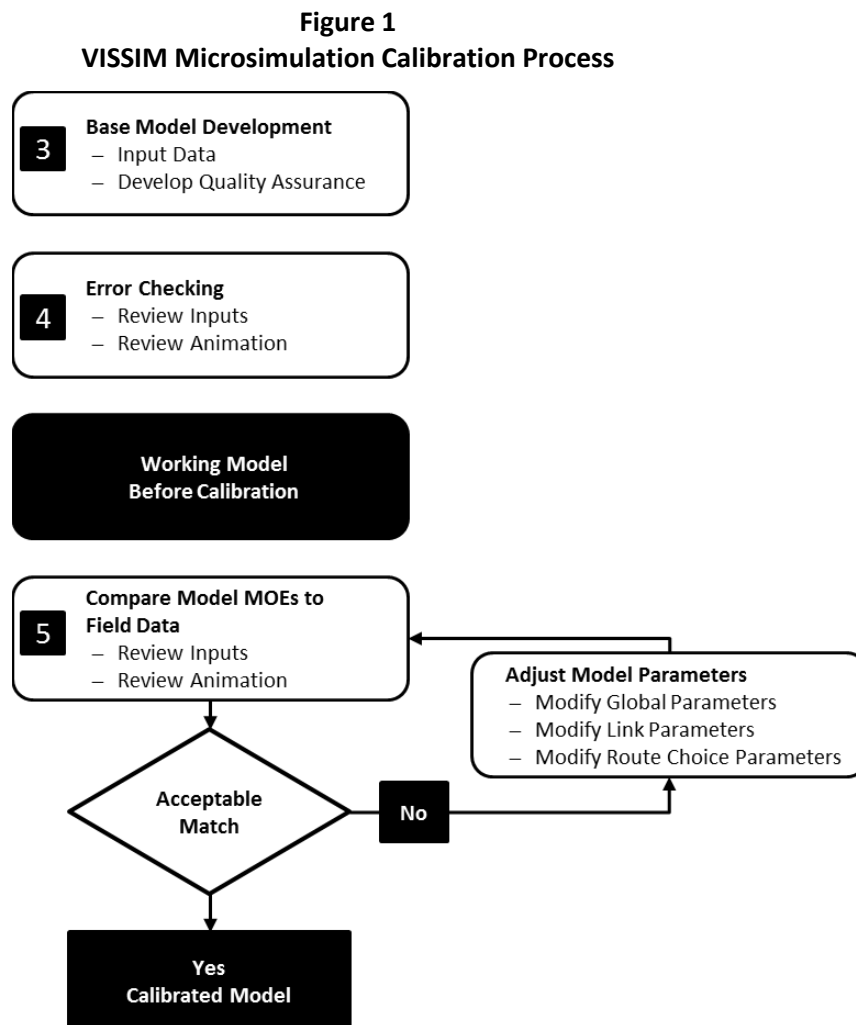 Figure 1
VISSIM Microsimulation Calibration Process
3
Base Model Development
– Input Data
– Develop Quality Assurance
4
Error Checking
– Review Inputs
– Review Animation
Working Model
Before Calibration
5
Compare Model MOEs to
Field Data
– Review Inputs
– Review Animation
Adjust Model Parameters
– Modify Global Parameters
– Modify Link Parameters
– Modify Route Choice Parameters
Acceptable
Match
No
Yes
Calibrated Model